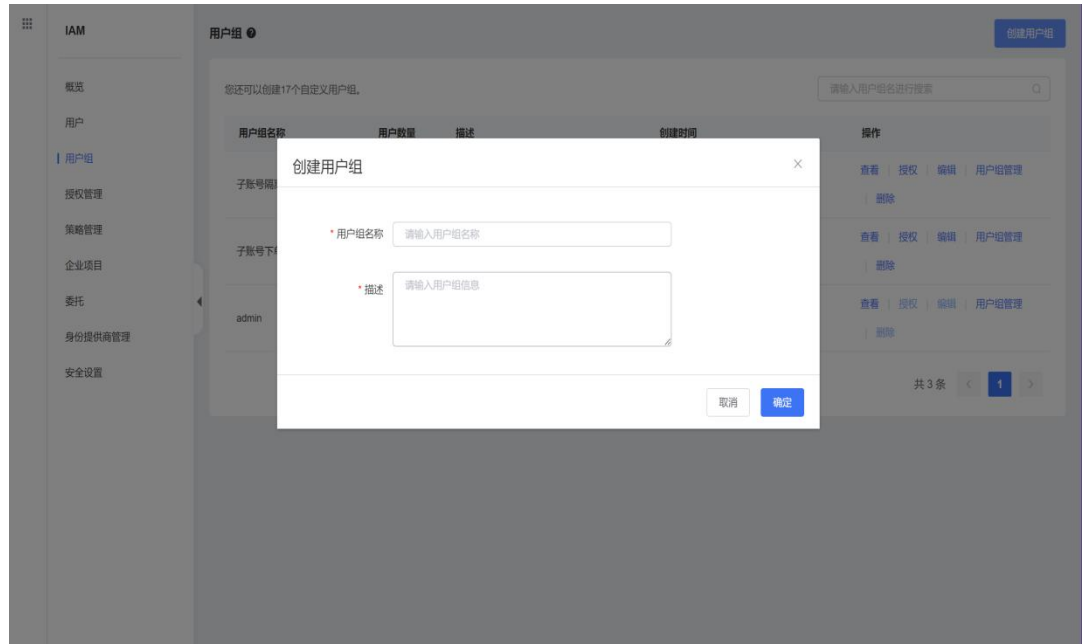 IAM
用户组
创建用户组
概览
用户
用户组
授权管理
策略管理
企业项目
委托
身份提供商管理
安全设置
您还可以创建17个自定义用户组。
请输入用户组名进行搜索
用户组名称 用户数量 描述 创建时间 操作
子账号隔
查看 授权 编辑 用户组管理
删除
子账号下
查看 授权 编辑 用户组管理
删除
admin
查看 授权 编辑 用户组管理
删除
共 3 条 < 1 >
创建用户组 ×
* 用户组名称 请输入用户组名称
* 描述 请输入用户组信息
取消 确定